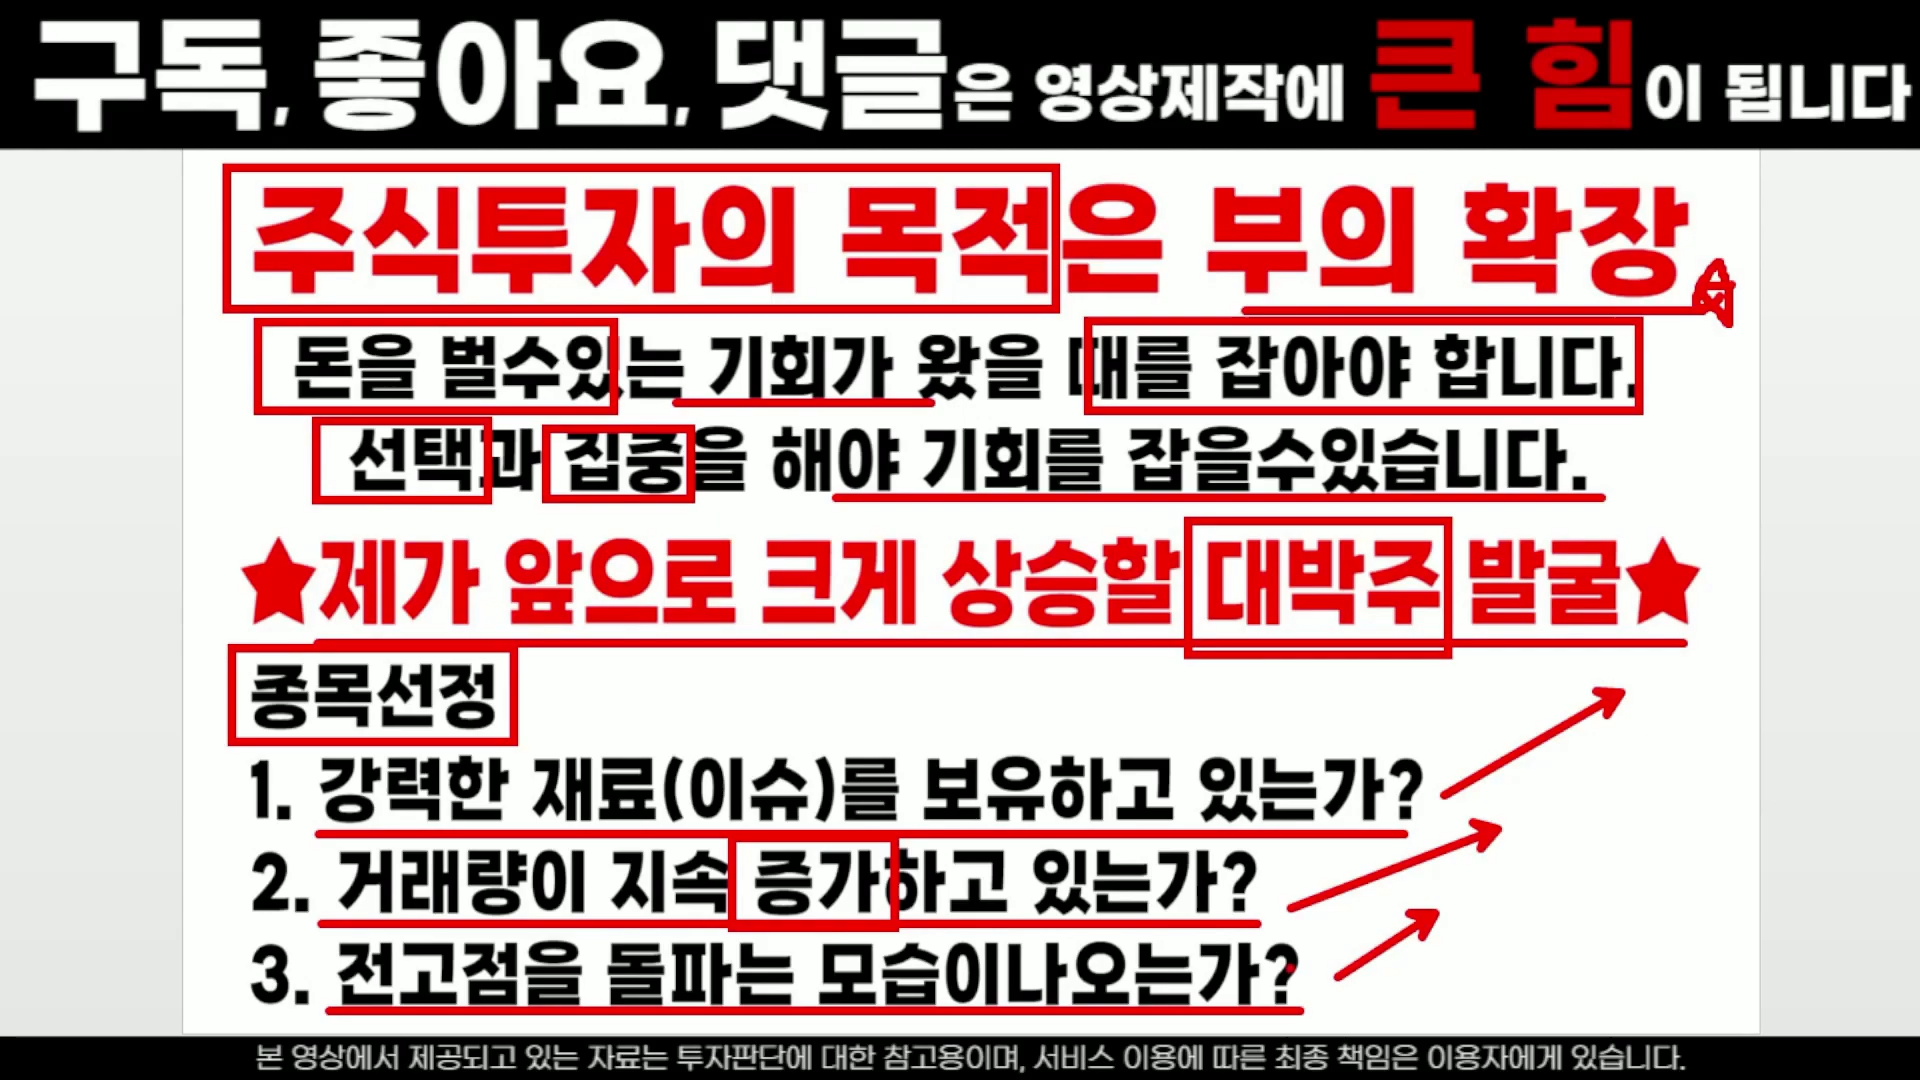 구독, 좋아요, 댓글은 영상제작에 큰 힘이 됩니다
주식투자의 목적은 부의 확장
돈을 벌수있는 기회가 왔을 대를 잡아야 합니다.
선택과 집중을 해야 기회를 잡을수있습니다.
★제가 앞으로 크게 상승할 대박주 발굴★
종목선정
1. 강력한 재료(이슈)를 보유하고 있는가?
2. 거래량이 지속 증가하고 있는가?
3. 전고점을 돌파는 모습이나오는가?
본 영상에서 제공되고 있는 자료는 투자판단에 대한 참고용이며, 서비스 이용에 따른 최종 책임은 이용자에게 있습니다.